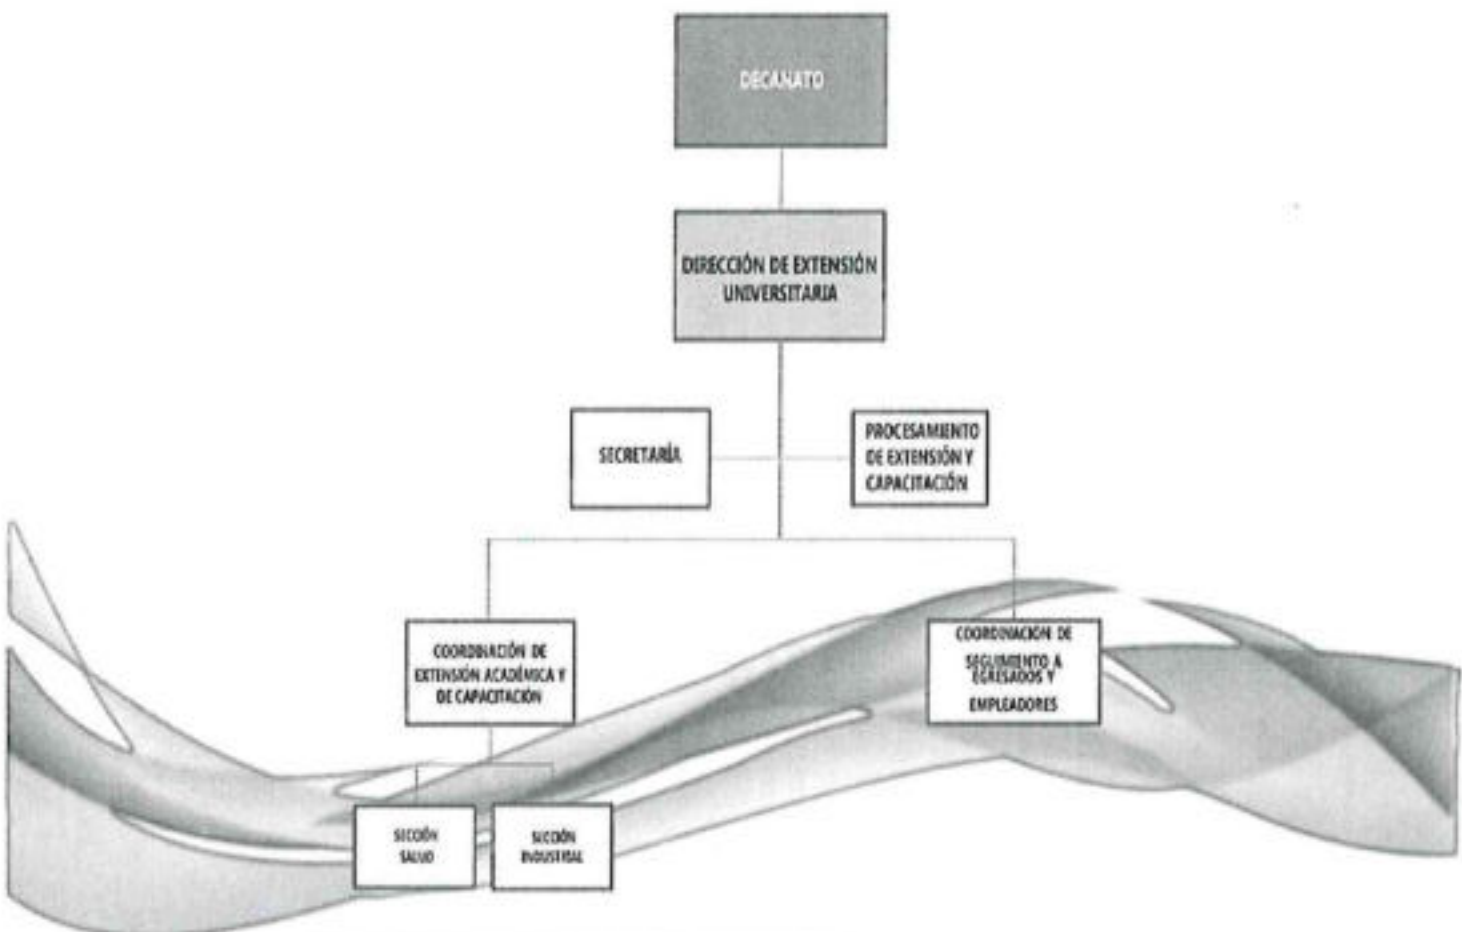 DECANATO
DIRECCIÓN DE EXTENSIÓN
UNIVERSITARIA
SECRETARÍA
PROCESAMIENTO
DE EXTENSIÓN Y
CAPACITACIÓN
COORDINACIÓN DE
EXTENSIÓN ACADÉMICA Y
DE CAPACITACIÓN
COORDINACIÓN DE
SEGUIMIENTO A
EGRESADOS Y
EMPLEADORES
SECCIÓN
SALUD
SECCIÓN
INDUSTRIAL